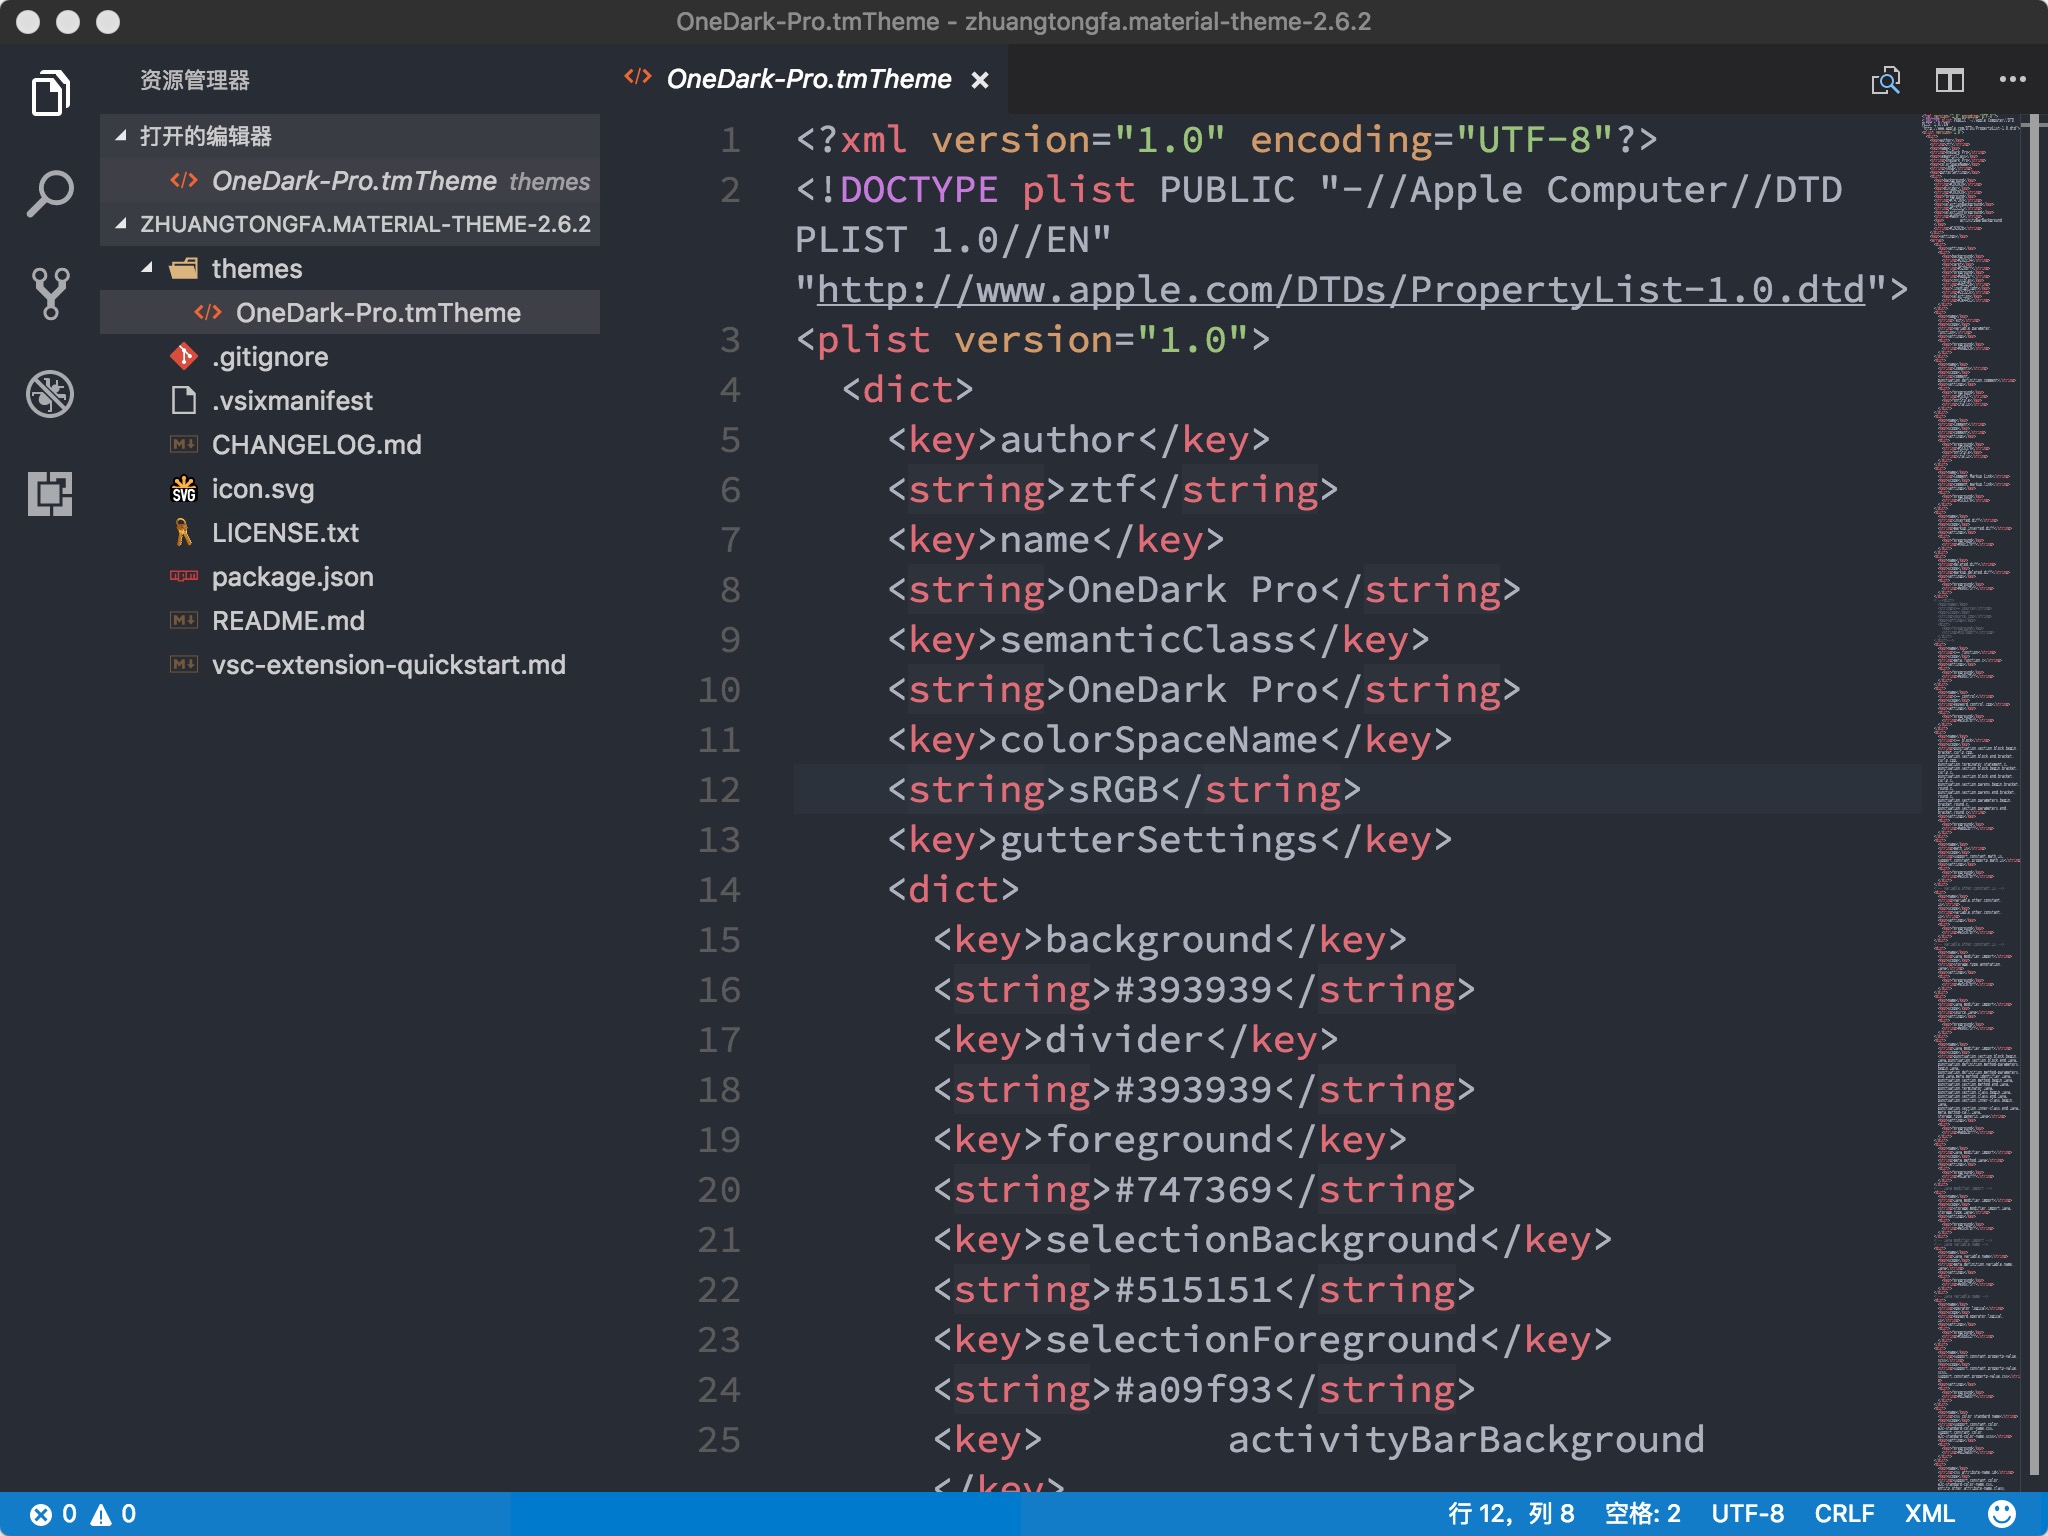 OneDark-Pro.tmTheme - zhuangtongfa.material-theme-2.6.2
资源管理器
打开的编辑器
OneDark-Pro.tmTheme themes
ZHUANGTONGFA.MATERIAL-THEME-2.6.2
themes
OneDark-Pro.tmTheme
.gitignore
.vsixmanifest
CHANGELOG.md
icon.svg
LICENSE.txt
package.json
README.md
vsc-extension-quickstart.md
OneDark-Pro.tmTheme
1 <?xml version="1.0" encoding="UTF-8"?>
2 <!DOCTYPE plist PUBLIC "-//Apple Computer//DTD
PLIST 1.0//EN"
"http://www.apple.com/DTDs/PropertyList-1.0.dtd">
3 <plist version="1.0">
4 <dict>
5 <key>author</key>
6 <string>ztf</string>
7 <key>name</key>
8 <string>OneDark Pro</string>
9 <key>semanticClass</key>
10 <string>OneDark Pro</string>
11 <key>colorSpaceName</key>
12 <string>sRGB</string>
13 <key>gutterSettings</key>
14 <dict>
15 <key>background</key>
16 <string>#393939</string>
17 <key>divider</key>
18 <string>#393939</string>
19 <key>foreground</key>
20 <string>#747369</string>
21 <key>selectionBackground</key>
22 <string>#515151</string>
23 <key>selectionForeground</key>
24 <string>#a09f93</string>
25 <key> activityBarBackground
</key>
0 0 行 12，列 8 空格: 2 UTF-8 CRLF XML